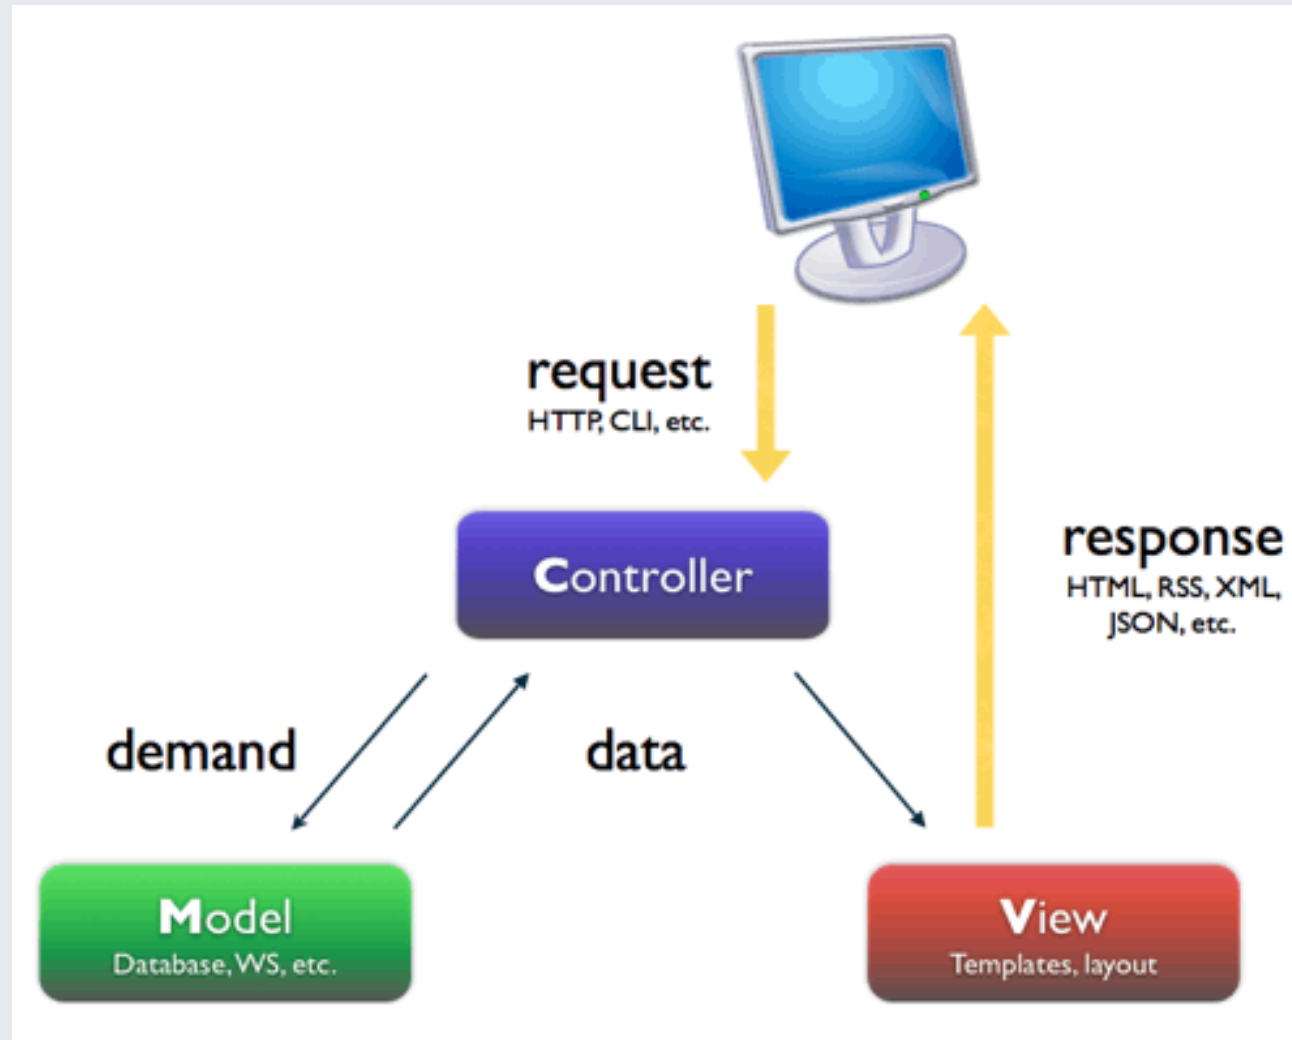 request
HTTP, CLI, etc.
Controller
response
HTML, RSS, XML,
JSON, etc.
demand
data
Model
Database, WS, etc.
View
Templates, layout